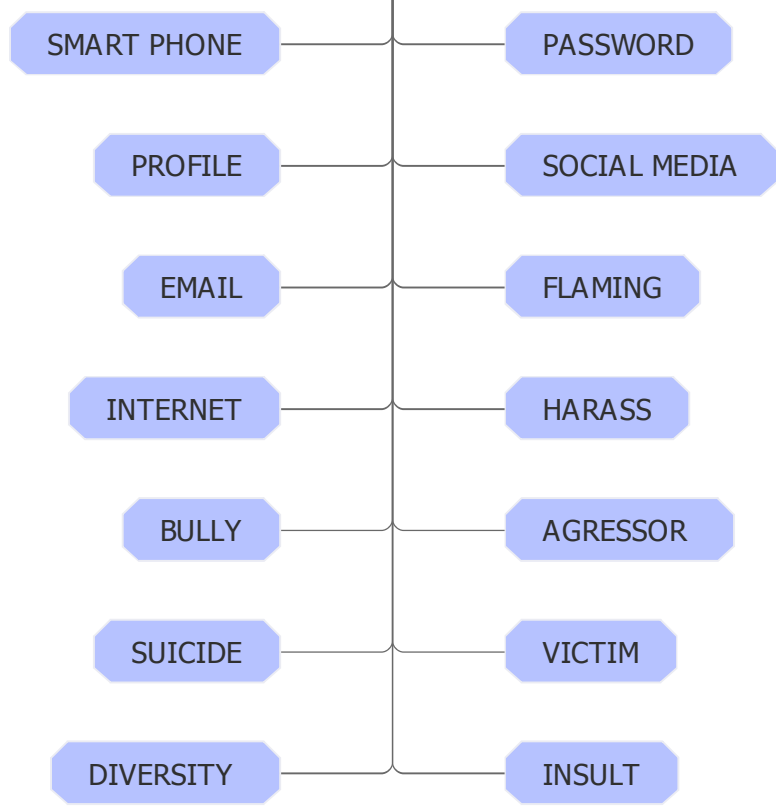 SMART PHONE
PASSWORD
PROFILE
SOCIAL MEDIA
EMAIL
FLAMING
INTERNET
HARASS
BULLY
AGRESSOR
SUICIDE
VICTIM
DIVERSITY
INSULT